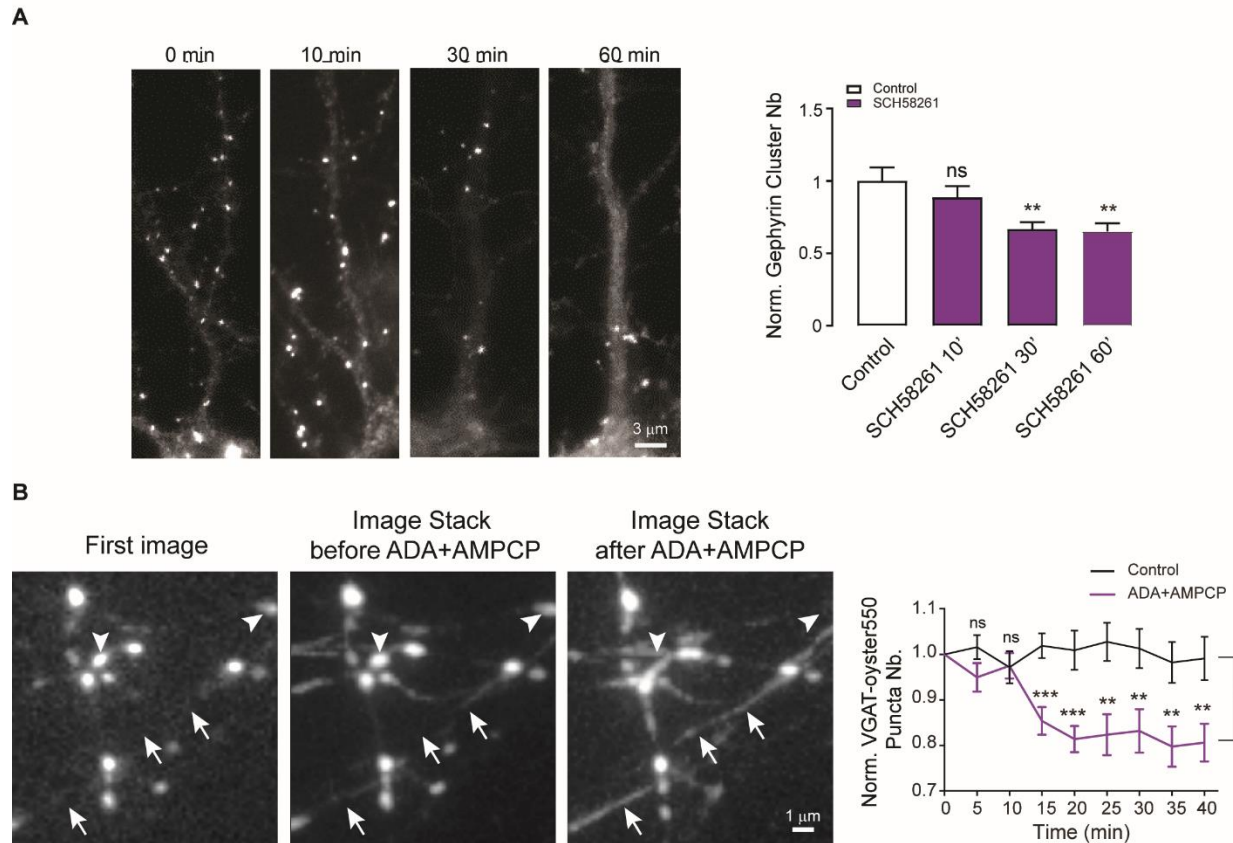 A
0 min 10 min 30 min 60 min
3 μm
Control
SCH58261
Norm. Gephyrin Cluster Nb
1.5
1
0.5
0
ns
**
**
Control
SCH58261 10'
SCH58261 30'
SCH58261 60'
B
First image
Image Stack
before ADA+AMPCP
Image Stack
after ADA+AMPCP
1 μm
Control
ADA+AMPCP
Norm. VGAT-oyster550
Puncta Nb.
1.1
1.0
0.9
0.8
0.7
ns
ns
***
***
**
**
**
**
0 5 10 15 20 25 30 35 40
Time (min)